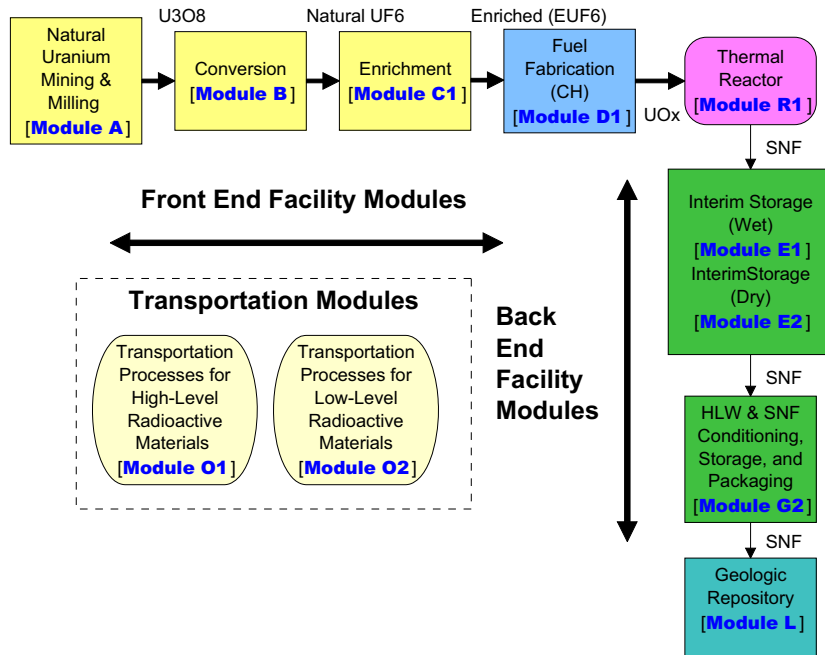 U3O8
Natural UF6
Enriched (EUF6)
Natural
Uranium
Mining &
Milling
[Module A]
Conversion
[Module B]
Enrichment
[Module C1]
Fuel
Fabrication
(CH)
[Module D1]
UOx
Thermal
Reactor
[Module R1]
SNF
Interim Storage
(Wet)
[Module E1]
InterimStorage
(Dry)
[Module E2]
SNF
HLW & SNF
Conditioning,
Storage, and
Packaging
[Module G2]
SNF
Geologic
Repository
[Module L]
Front End Facility Modules
Back
End
Facility
Modules
Transportation Modules
Transportation
Processes for
High-Level
Radioactive
Materials
[Module O1]
Transportation
Processes for
Low-Level
Radioactive
Materials
[Module O2]